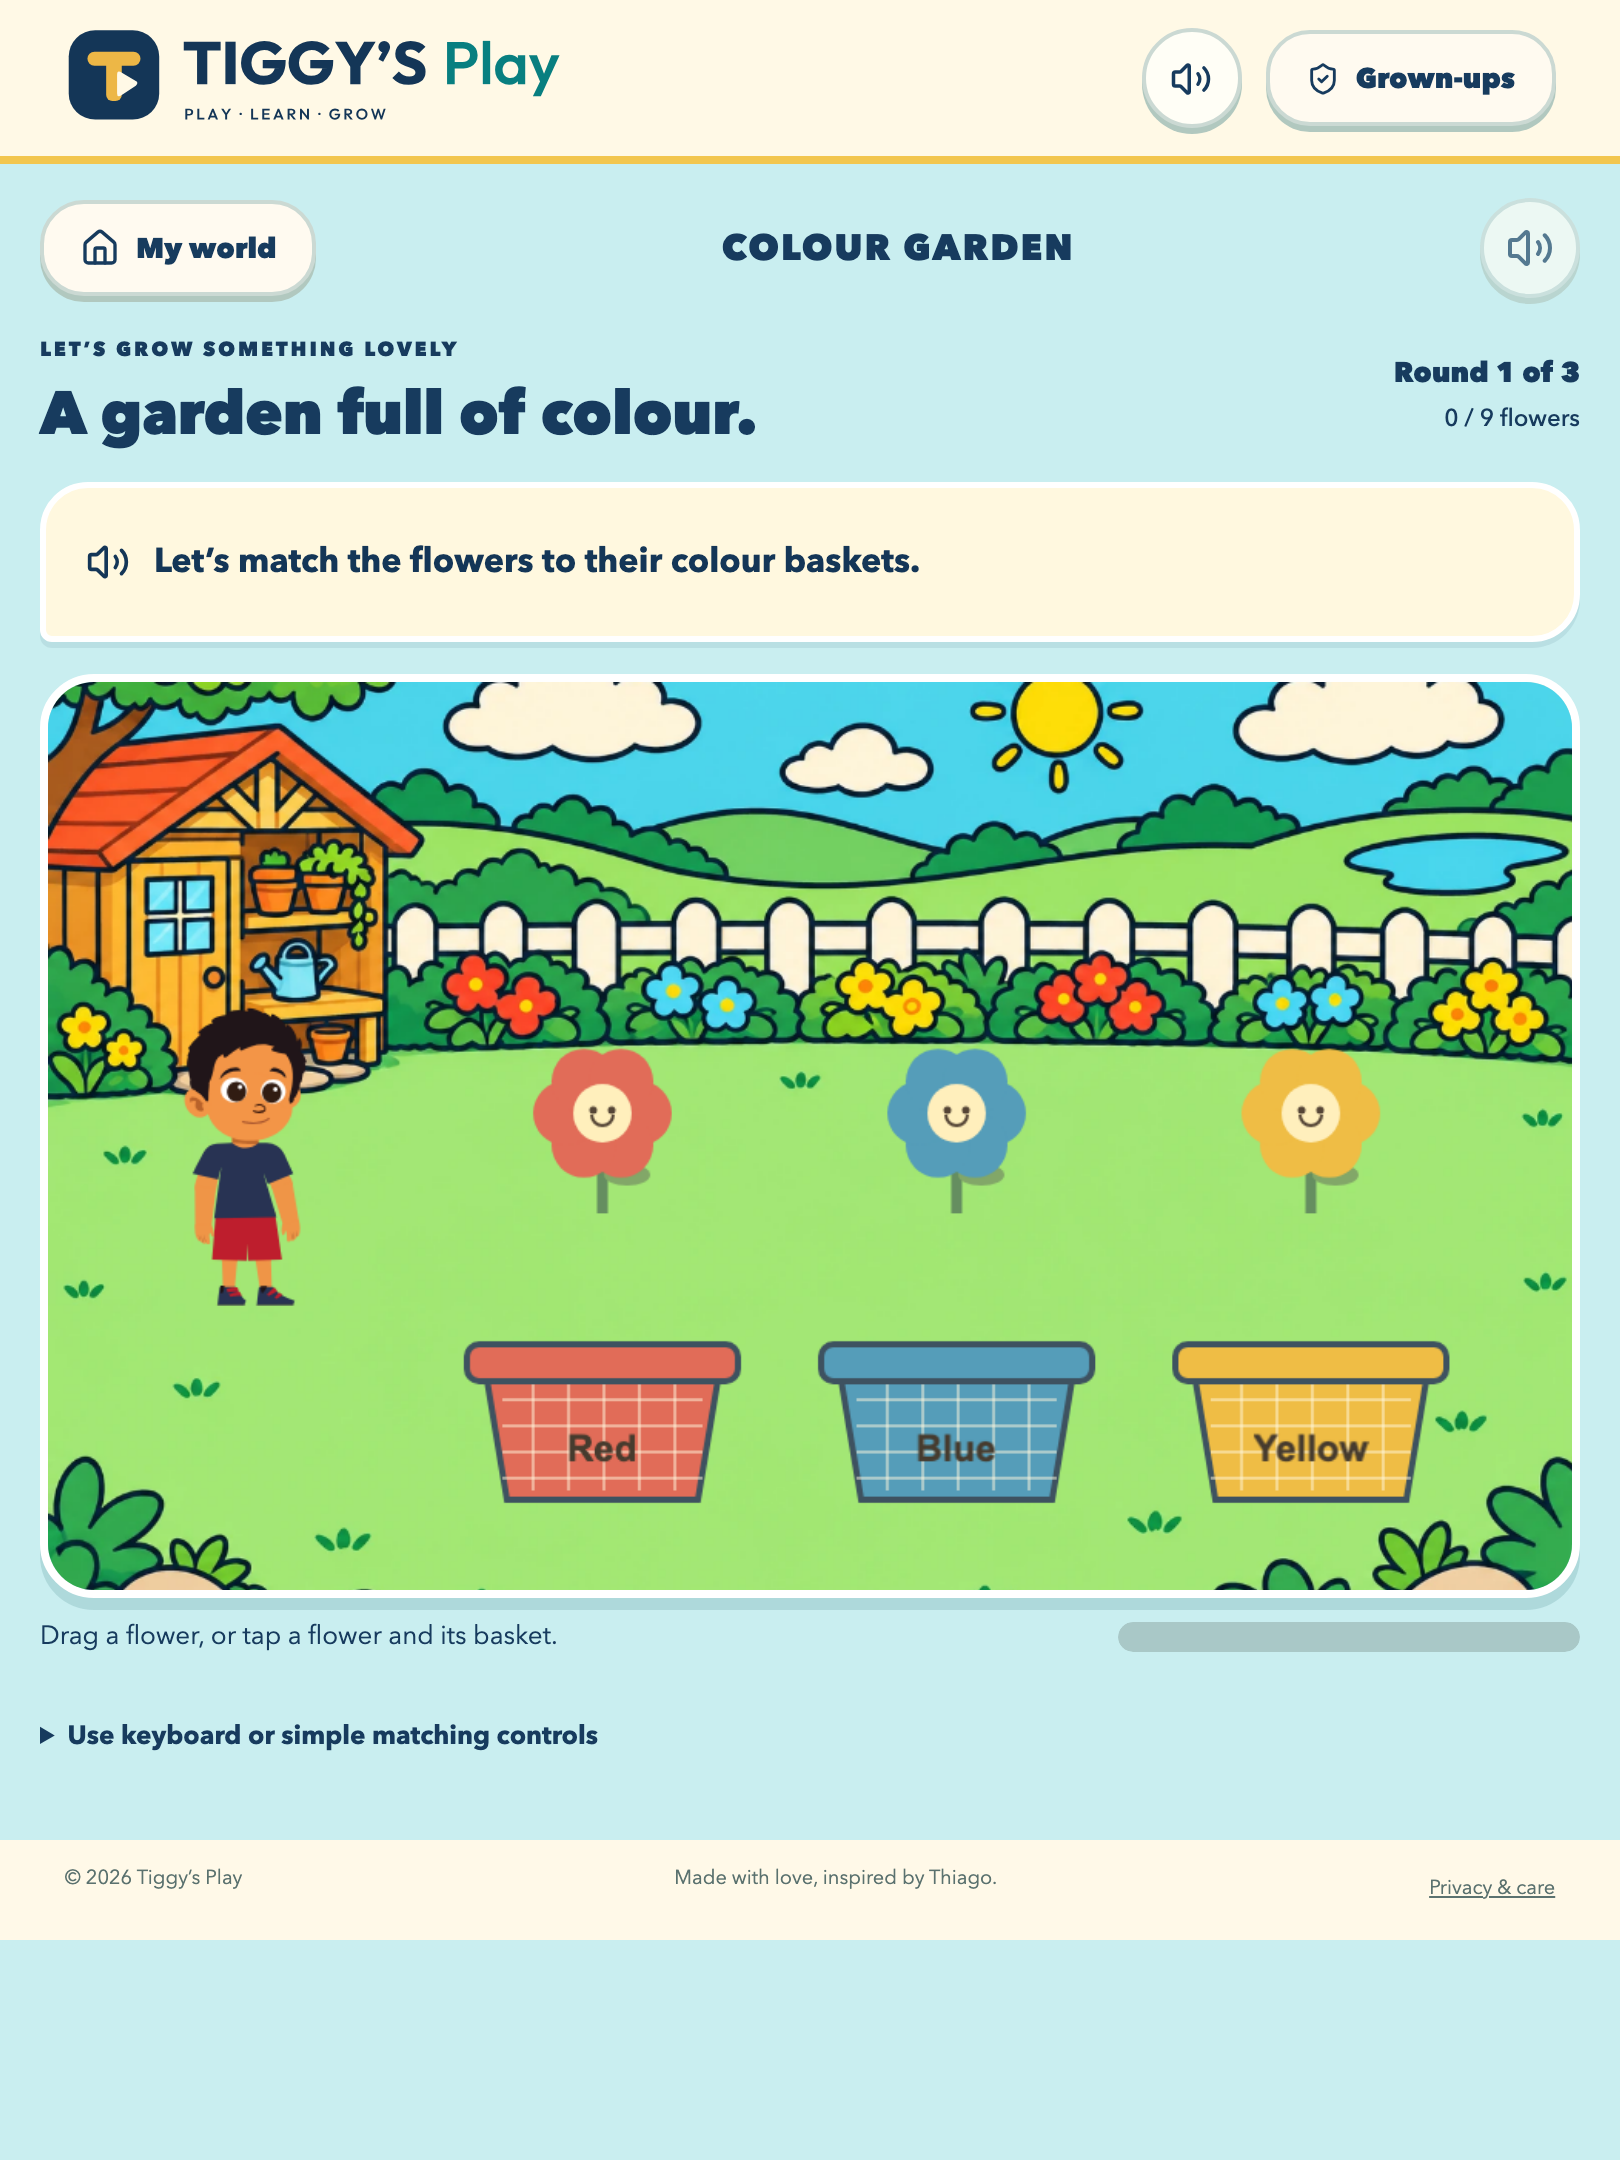 TIGGY’S Play
PLAY · LEARN · GROW
Grown-ups
My world
COLOUR GARDEN
LET’S GROW SOMETHING LOVELY
A garden full of colour.
Round 1 of 3
0 / 9 flowers
Let’s match the flowers to their colour baskets.
Red
Blue
Yellow
Drag a flower, or tap a flower and its basket.
Use keyboard or simple matching controls
© 2026 Tiggy’s Play
Made with love, inspired by Thiago.
Privacy & care